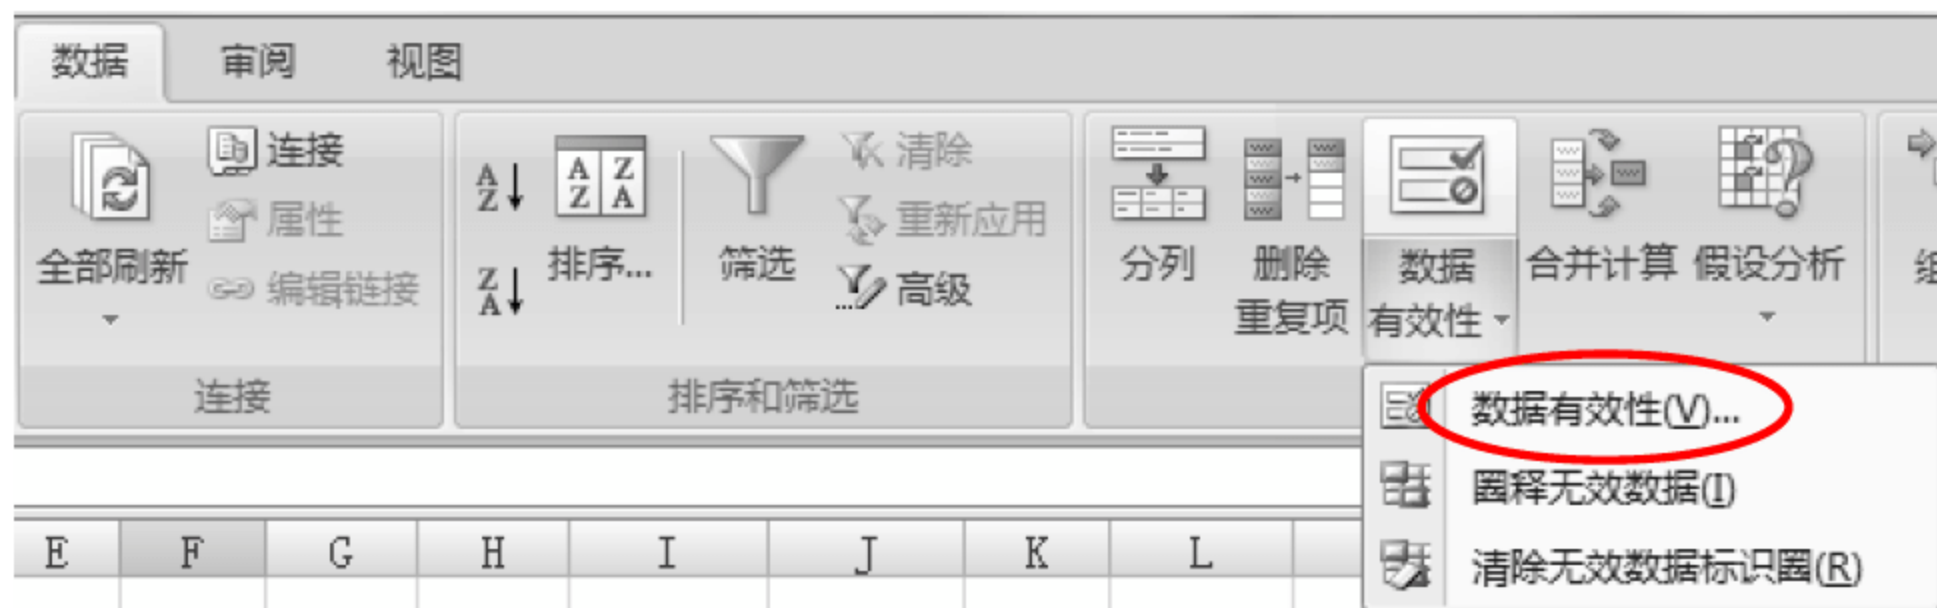 数据 审阅 视图
全部刷新
连接
属性
编辑链接
连接
A
Z
Z
A
A Z
Z A
排序...
筛选
清除
重新应用
高级
排序和筛选
分列
删除
重复项
数据
有效性
合并计算
假设分析
数据有效性(V)...
圈释无效数据(I)
清除无效数据标识圈(R)
E F G H I J K L